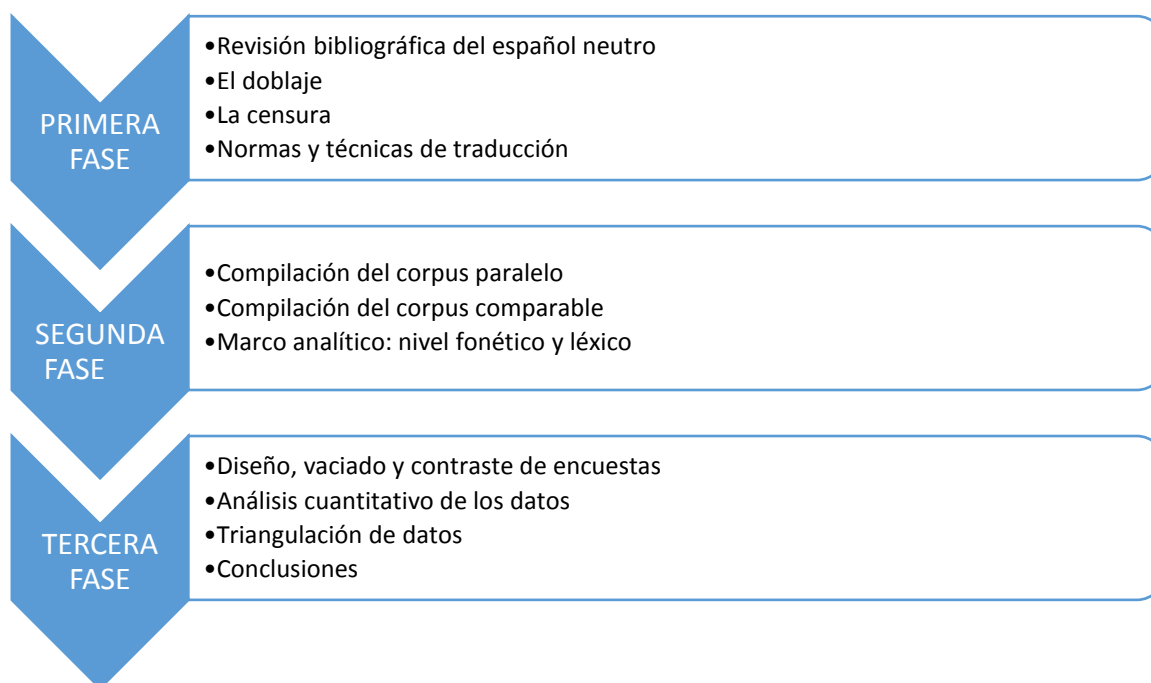 PRIMERA
FASE
•Revisión bibliográfica del español neutro
•El doblaje
•La censura
•Normas y técnicas de traducción
SEGUNDA
FASE
•Compilación del corpus paralelo
•Compilación del corpus comparable
•Marco analítico: nivel fonético y léxico
TERCERA
FASE
•Diseño, vaciado y contraste de encuestas
•Análisis cuantitativo de los datos
•Triangulación de datos
•Conclusiones